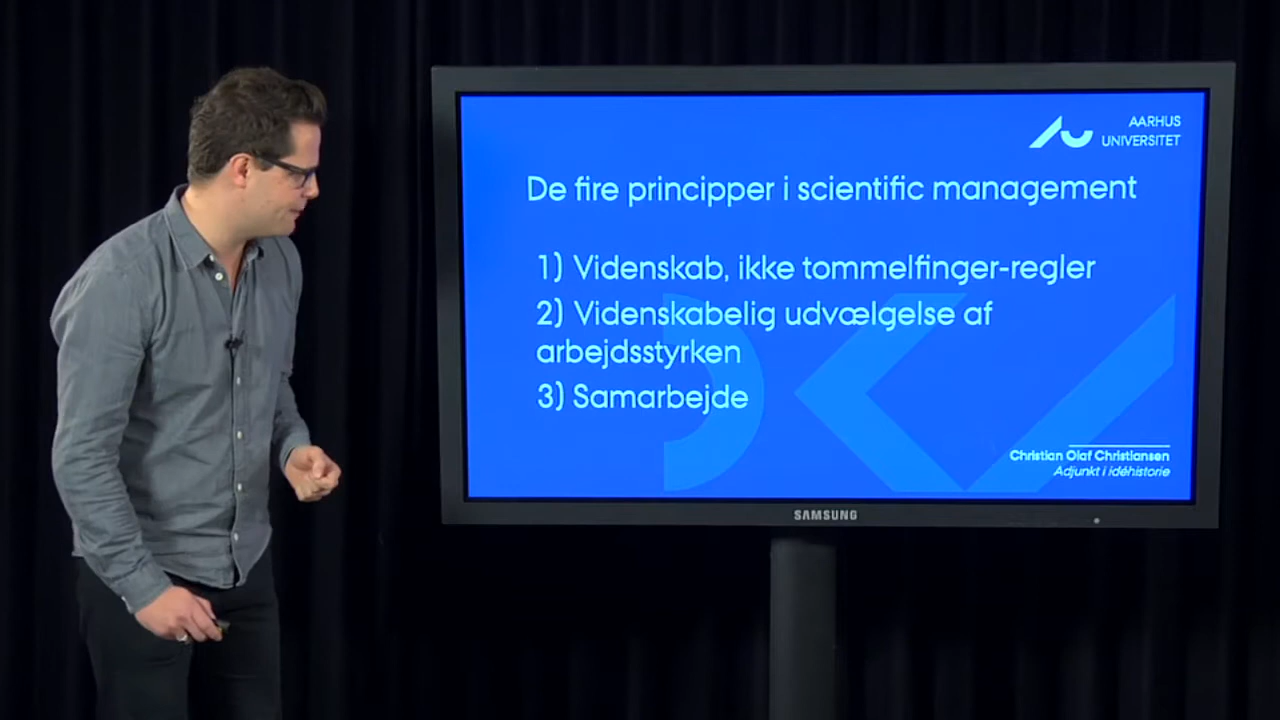 AARHUS
UNIVERSITET
De fire principper i scientific management
1) Videnskab, ikke tommelfinger-regler
2) Videnskabelig udvælgelse af
arbejdsstyrken
3) Samarbejde
Christian Olaf Christiansen
Adjunkt i idéhistorie
SAMSUNG